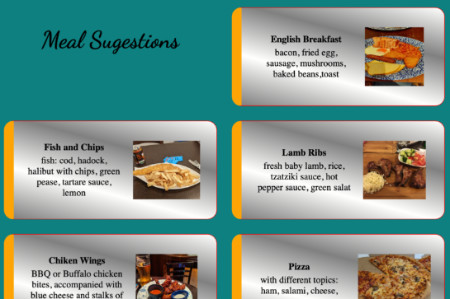 Meal Sugestions
English Breakfast
bacon, fried egg,
sausage, mushrooms,
baked beans,toast
Fish and Chips
fish: cod, hadock,
halibut with chips, green
pease, tartare sauce,
lemon
Lamb Ribs
fresh baby lamb, rice,
tzatziki sauce, hot
pepper sauce, green salat
Chiken Wings
BBQ or Buffalo chicken
bites, accompanied with
blue cheese and stalks of
Pizza
with different topics:
ham, salami, cheese,